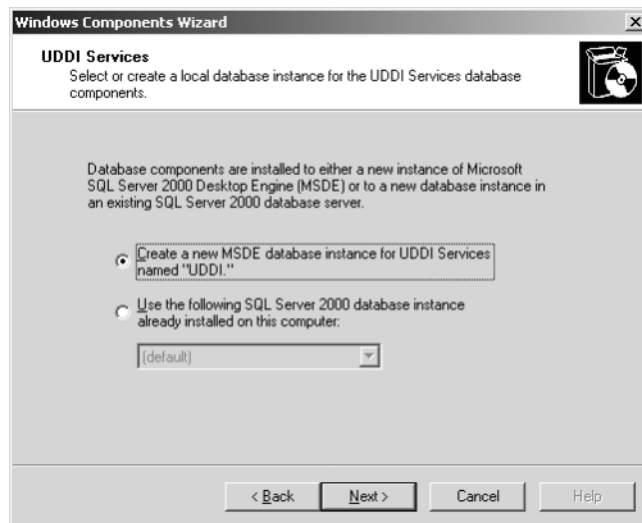 Windows Components Wizard
UDDI Services
Select or create a local database instance for the UDDI Services database
components.
Database components are installed to either a new instance of Microsoft
SQL Server 2000 Desktop Engine (MSDE) or to a new database instance in
an existing SQL Server 2000 database server.
Create a new MSDE database instance for UDDI Services
named "UDDI."
Use the following SQL Server 2000 database instance
already installed on this computer:
(default)
< Back Next > Cancel Help